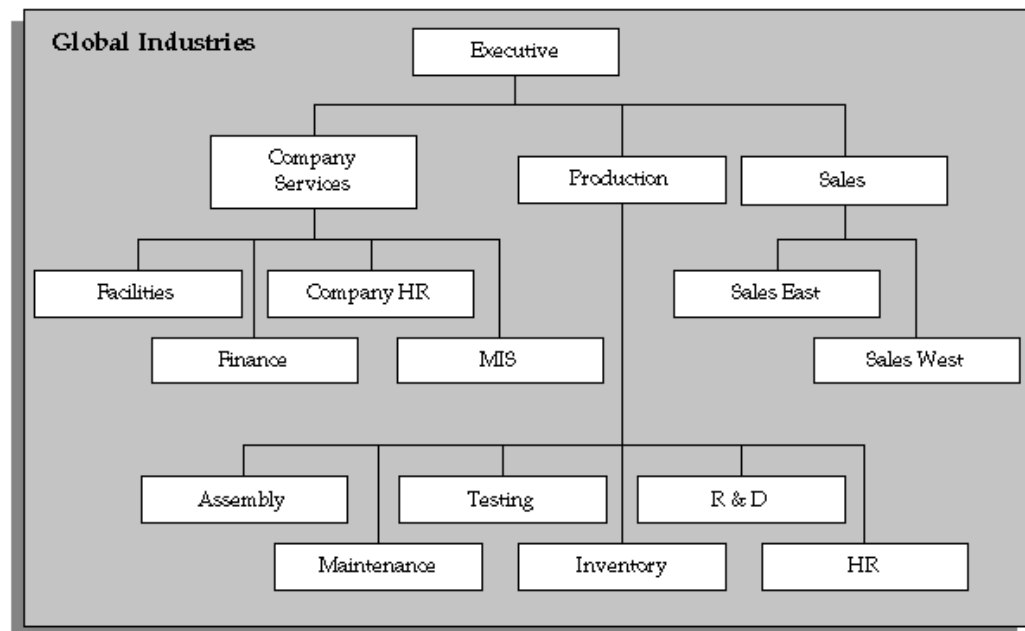 Global Industries
Executive
Company
Services
Production
Sales
Facilities
Company HR
Sales East
Finance
MIS
Sales West
Assembly
Testing
R & D
Maintenance
Inventory
HR